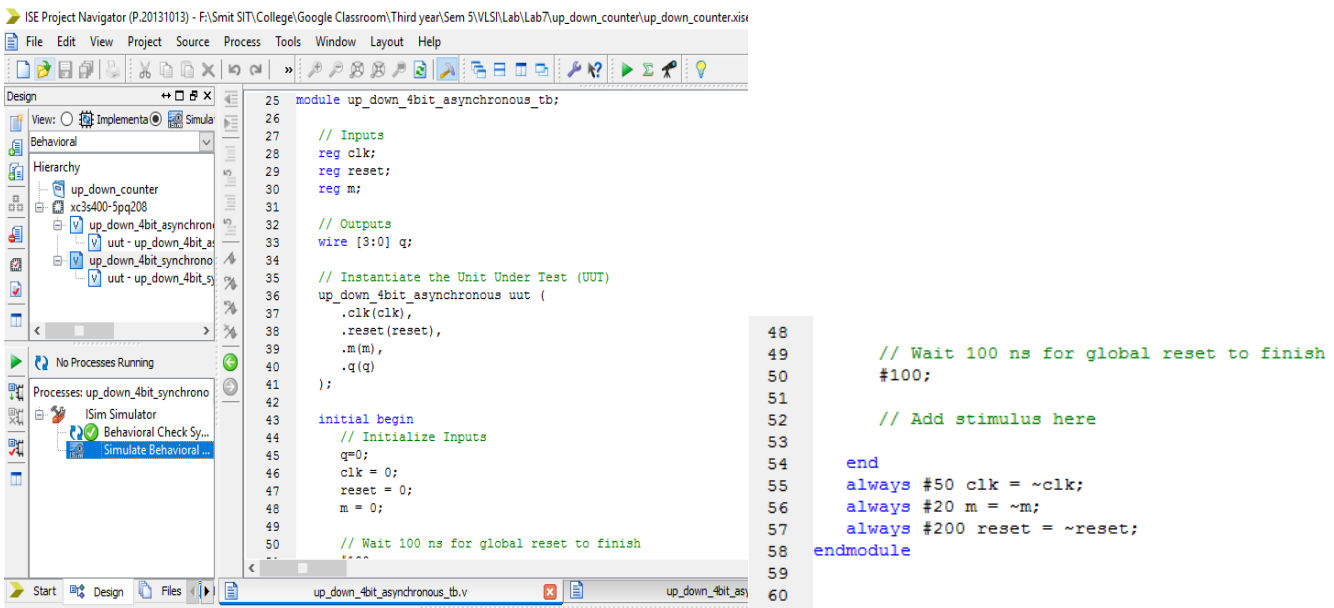 ISE Project Navigator (P.20131013) - F:\Smit SIT\College\Google Classroom\Third year\Sem 5\VLSI\Lab\Lab7\up_down_counter\up_down_counter.xise
File Edit View Project Source Process Tools Window Layout Help
Design
View: Implementa Simula
Behavioral
Hierarchy
up_down_counter
xc3s400-5pq208
up_down_4bit_asynchron
uut - up_down_4bit_as
up_down_4bit_synchrono
uut - up_down_4bit_sy
No Processes Running
Processes: up_down_4bit_synchrono
ISim Simulator
Behavioral Check Sy...
Simulate Behavioral ...
Start Design Files
25 module up_down_4bit_asynchronous_tb;
26
27 // Inputs
28 reg clk;
29 reg reset;
30 reg m;
31
32 // Outputs
33 wire [3:0] q;
34
35 // Instantiate the Unit Under Test (UUT)
36 up_down_4bit_asynchronous uut (
37 .clk(clk),
38 .reset(reset),
39 .m(m),
40 .q(q)
41 );
42
43 initial begin
44 // Initialize Inputs
45 q=0;
46 clk = 0;
47 reset = 0;
48 m = 0;
49
50 // Wait 100 ns for global reset to finish
up_down_4bit_asynchronous_tb.v
up_down_4bit_asy
48
49 // Wait 100 ns for global reset to finish
50 #100;
51
52 // Add stimulus here
53
54 end
55 always #50 clk = ~clk;
56 always #20 m = ~m;
57 always #200 reset = ~reset;
58 endmodule
59
60